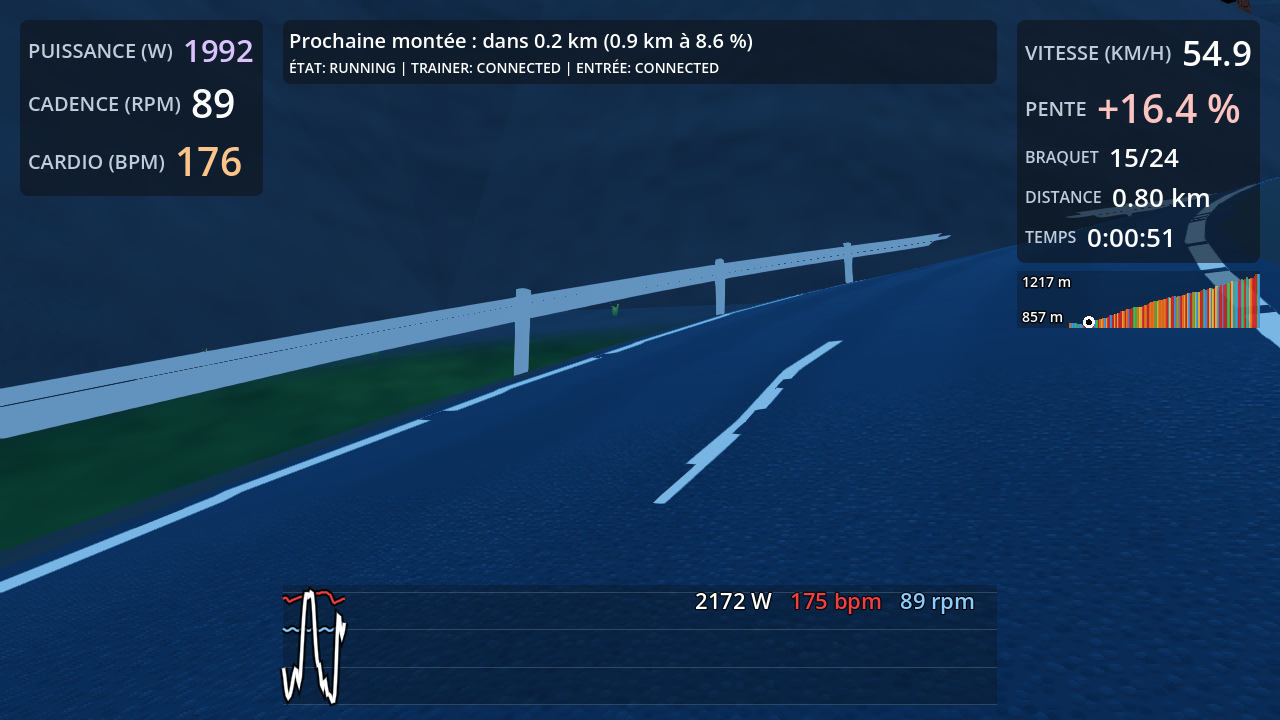 PUISSANCE (W) 1992
CADENCE (RPM) 89
CARDIO (BPM) 176
Prochaine montée : dans 0.2 km (0.9 km à 8.6 %)
ÉTAT: RUNNING | TRAINER: CONNECTED | ENTRÉE: CONNECTED
VITESSE (KM/H) 54.9
PENTE +16.4 %
BRAQUET 15/24
DISTANCE 0.80 km
TEMPS 0:00:51
1217 m
857 m
2172 W 175 bpm 89 rpm